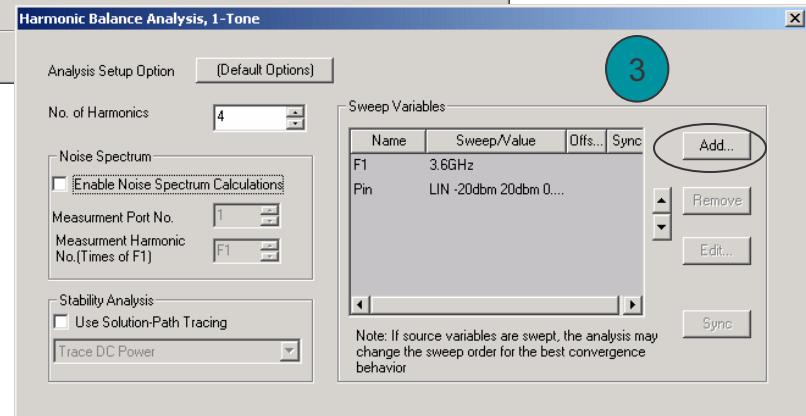 Harmonic Balance Analysis, 1-Tone
Analysis Setup Option (Default Options)
3
No. of Harmonics 4
Sweep Variables
Name Sweep/Value Offs... Sync
F1 3.6GHz
Pin LIN -20dbm 20dbm 0....
Add...
Remove
Edit...
Sync
Noise Spectrum
Enable Noise Spectrum Calculations
Measurment Port No. 1
Measurment Harmonic
No.(Times of F1) F1
Stability Analysis
Use Solution-Path Tracing
Trace DC Power
Note: If source variables are swept, the analysis may
change the sweep order for the best convergence
behavior